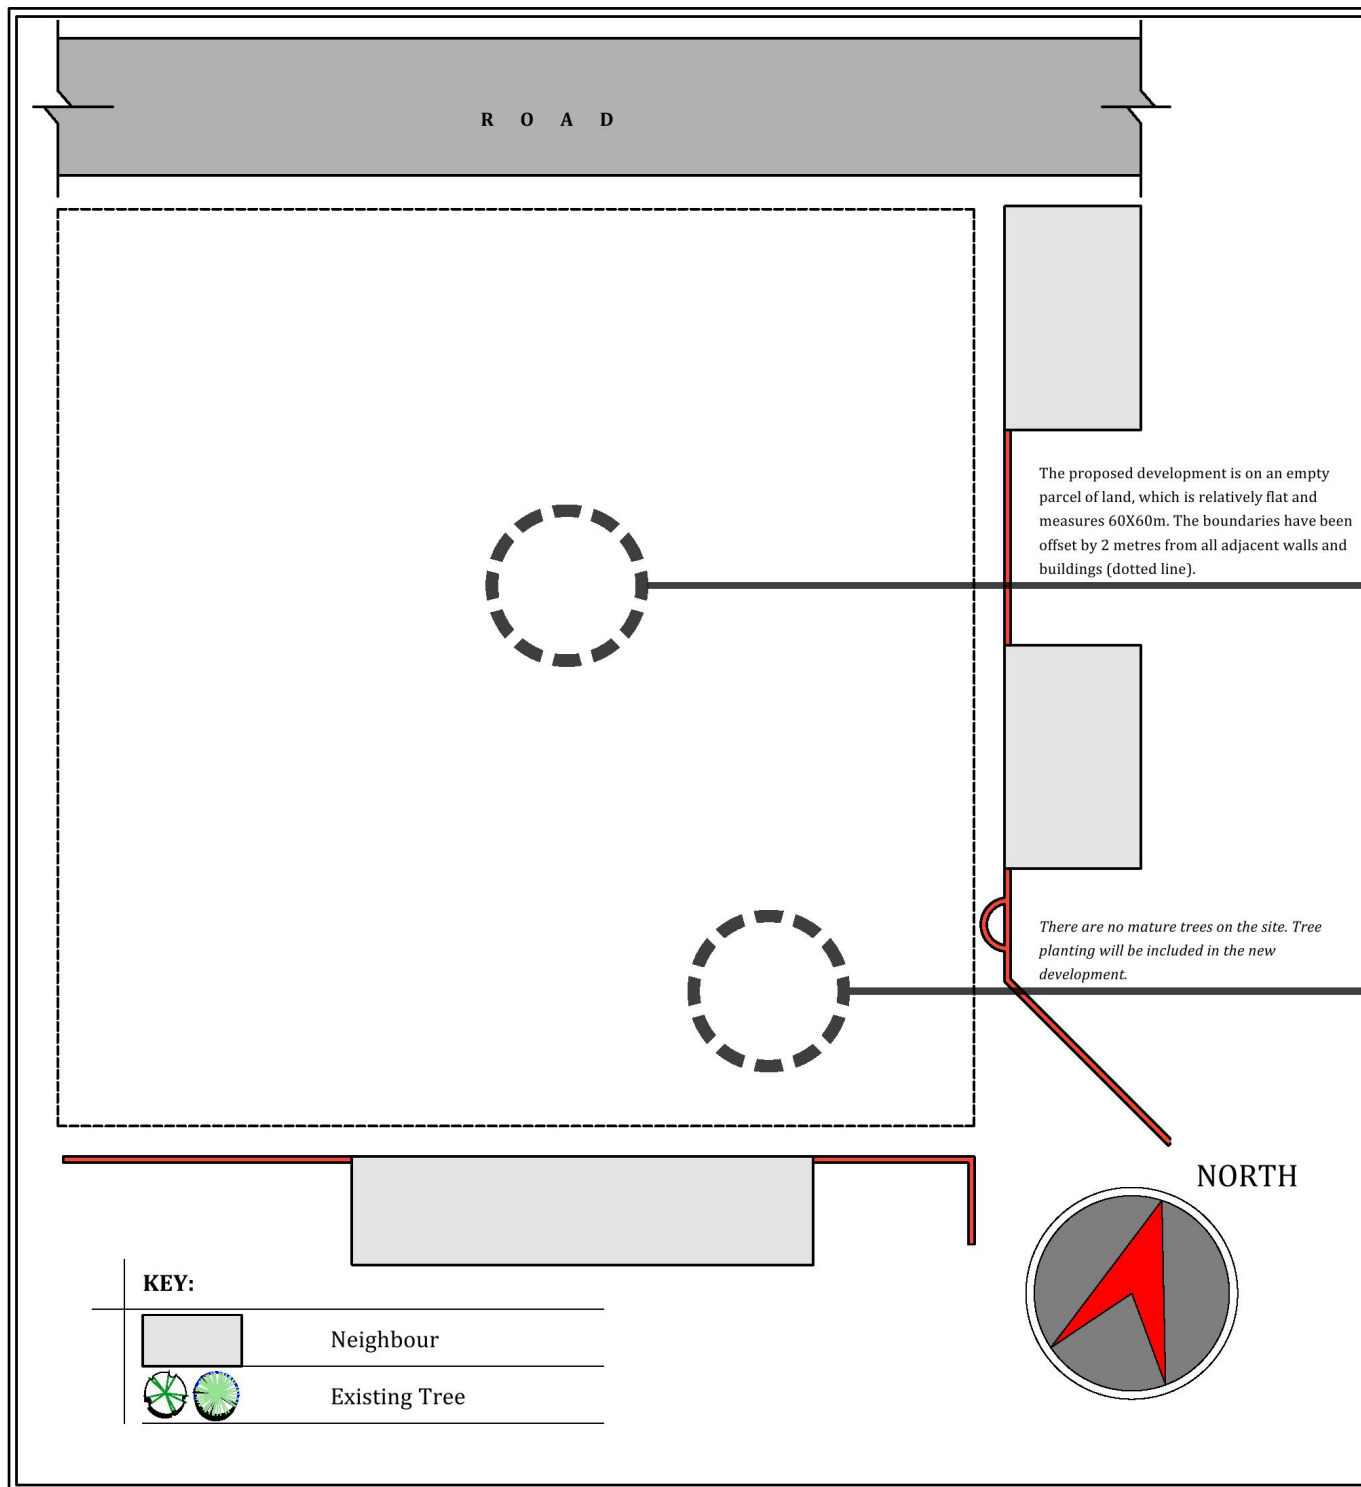 R O A D
The proposed development is on an empty
parcel of land, which is relatively flat and
measures 60X60m. The boundaries have been
offset by 2 metres from all adjacent walls and
buildings (dotted line).
There are no mature trees on the site. Tree
planting will be included in the new
development.
NORTH
KEY:
Neighbour
Existing Tree